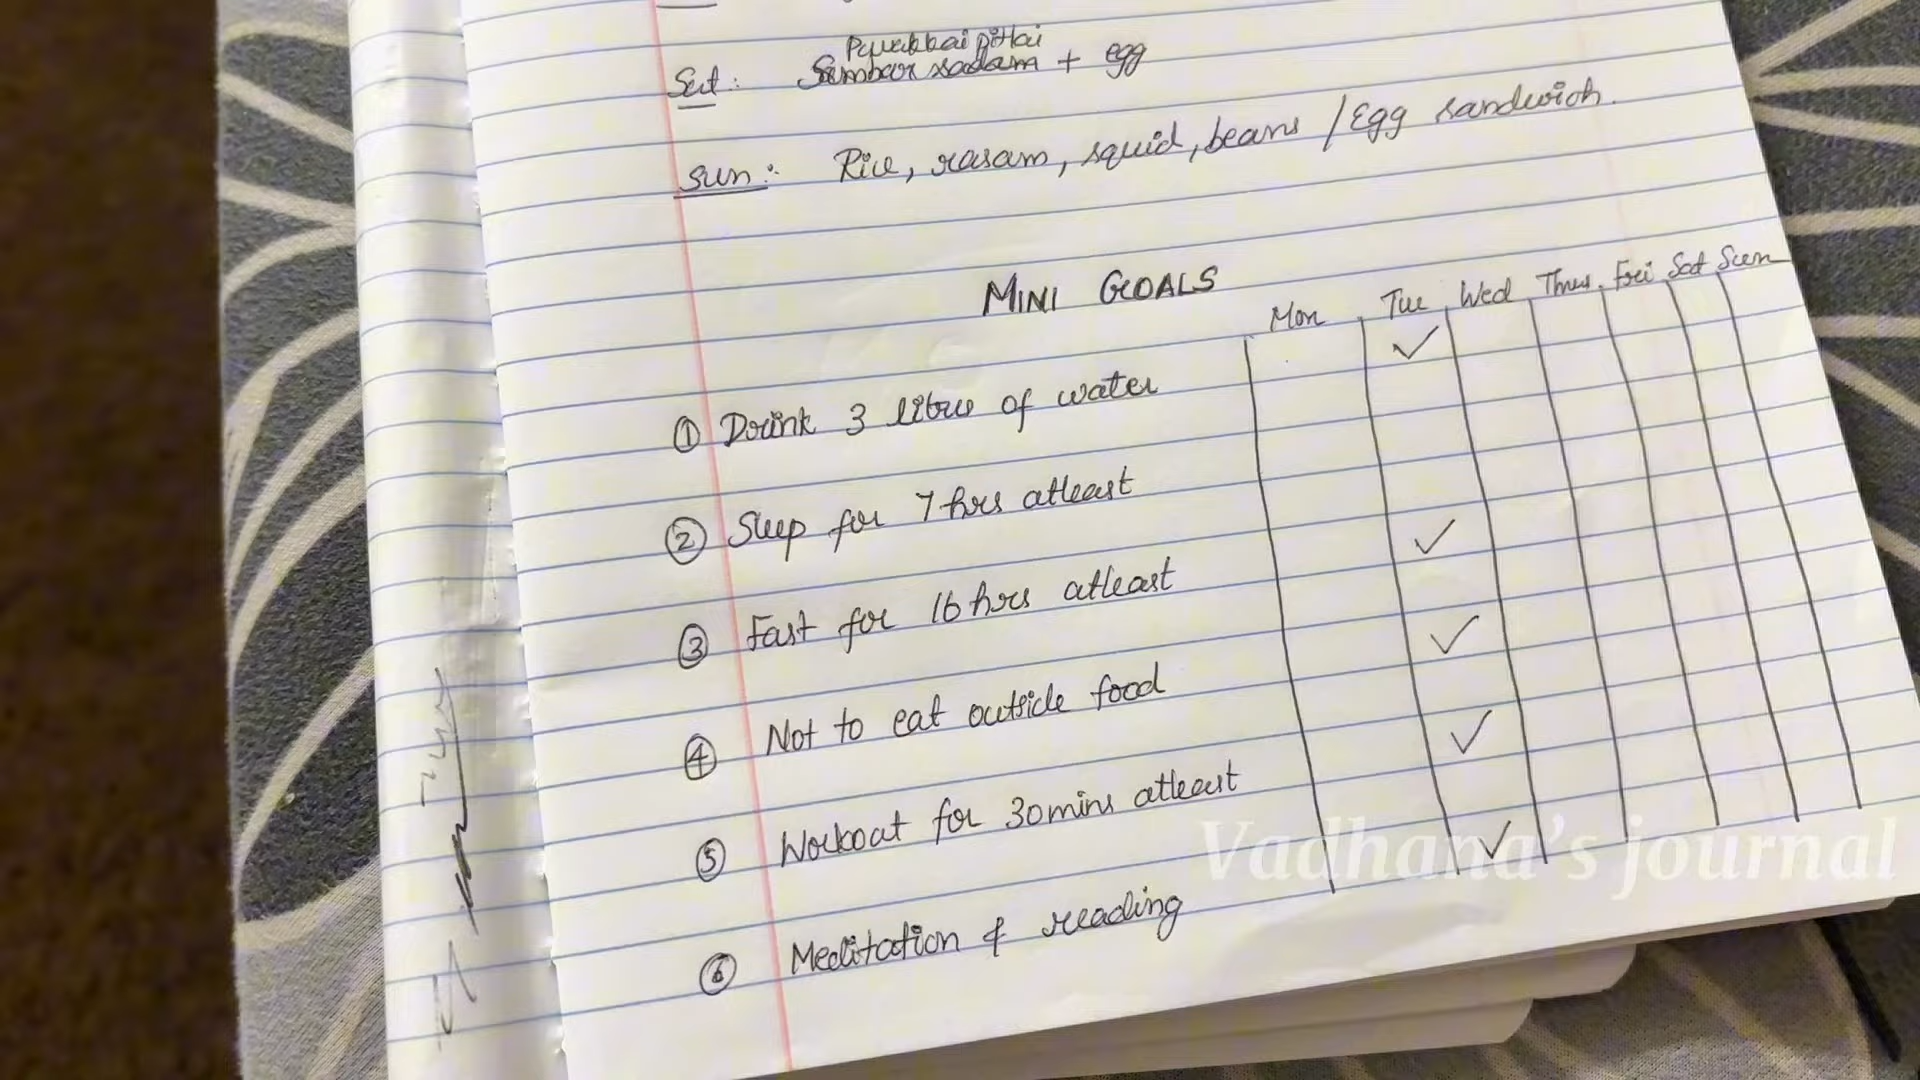 Sat: Sambar sadam + egg
Sun: Rice, rasam, squid, beans / Egg sandwich.
MINI GOALS
Mon Tue Wed Thurs. Fri Sat Sun
✓
① Drink 3 litres of water
② Sleep for 7 hrs atleast
✓
③ Fast for 16 hrs atleast
✓
④ Not to eat outside food
✓
⑤ Workout for 30mins atleast
✓
⑥ Meditation & reading
Vadhana's journal